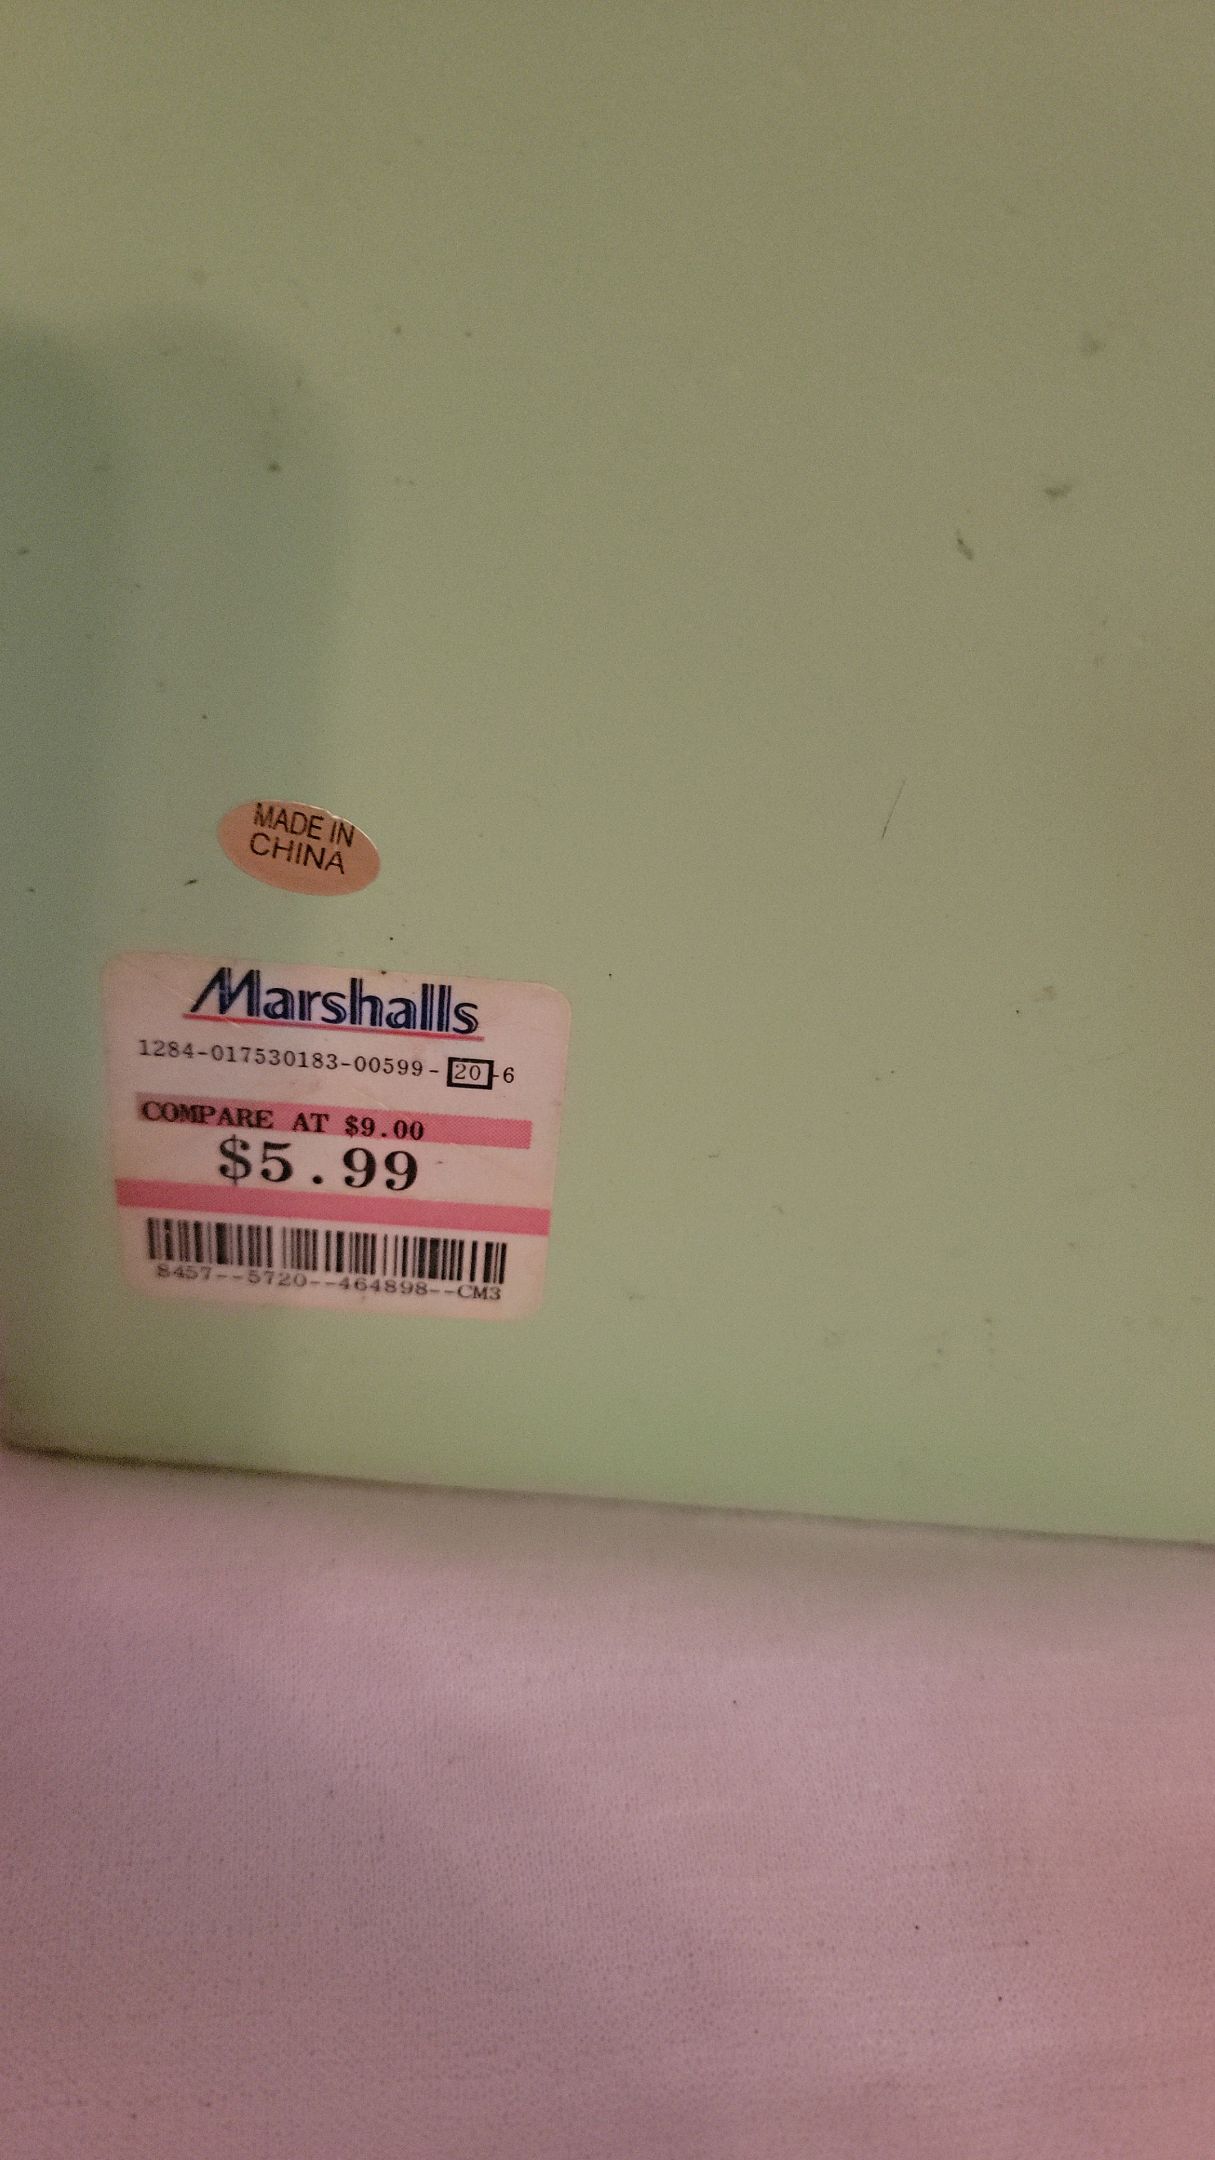 MADE IN
CHINA
Marshalls
1284-017530183-00599-20-6
COMPARE AT $9.00
$5.99
8457--5720--464898--CM3